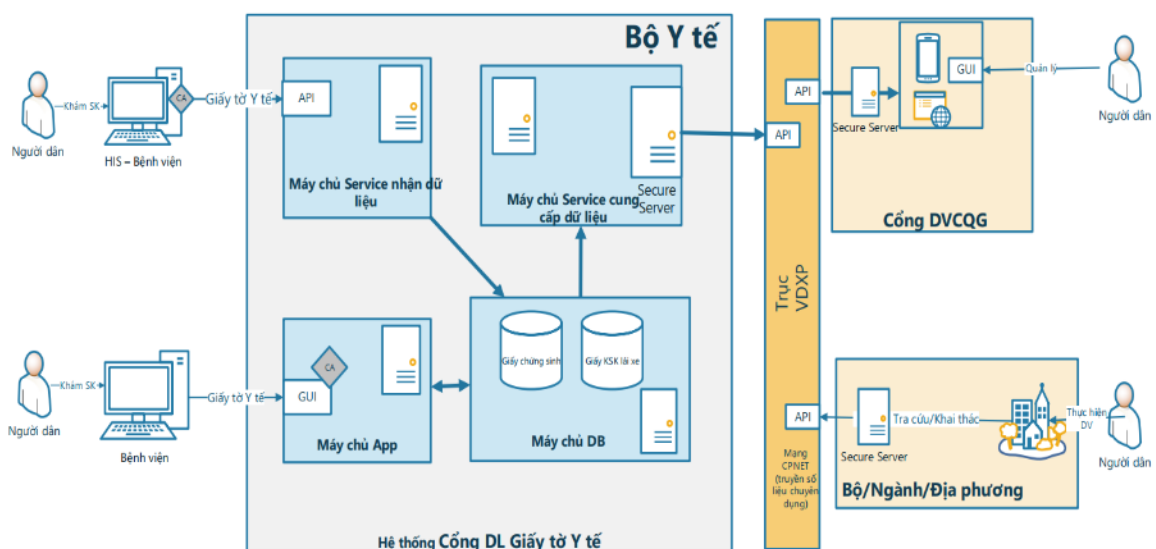 Bộ Y tế
Người dân
Khám SK
CA
HIS – Bệnh viện
Giấy tờ Y tế
API
Máy chủ Service nhận dữ
liệu
Máy chủ Service cung
cấp dữ liệu
Secure
Server
API
API
Secure Server
GUI
Quản lý
Người dân
Cổng DVCQG
Trục
VDXP
Người dân
Khám SK
Bệnh viện
Giấy tờ Y tế
GUI
CA
Máy chủ App
Giấy chứng sinh
Giấy KSK lái xe
Máy chủ DB
API
Mạng
CPNET
(truyền số
liệu chuyên
dụng)
Secure Server
Tra cứu/Khai thác
Thực hiện
DV
Người dân
Bộ/Ngành/Địa phương
Hệ thống Cổng DL Giấy tờ Y tế